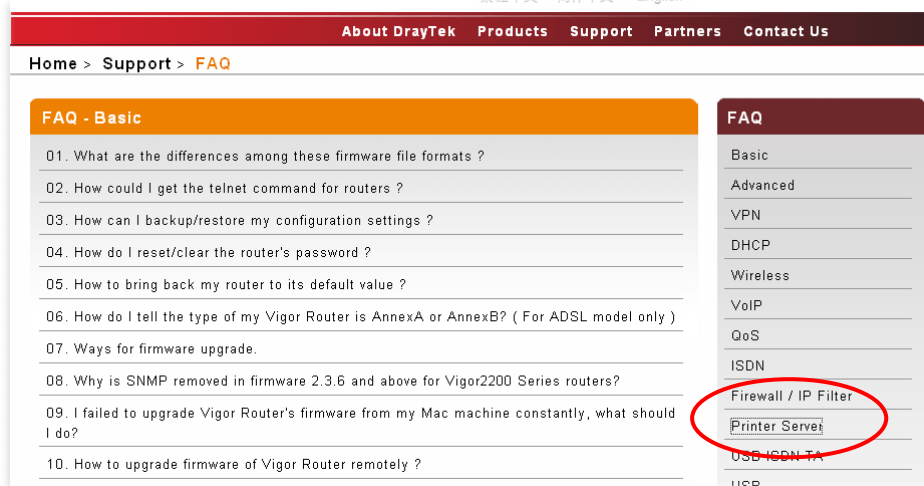 English
About DrayTek Products Support Partners Contact Us
Home > Support > FAQ
FAQ - Basic
01. What are the differences among these firmware file formats ?
02. How could I get the telnet command for routers ?
03. How can I backup/restore my configuration settings ?
04. How do I reset/clear the router's password ?
05. How to bring back my router to its default value ?
06. How do I tell the type of my Vigor Router is AnnexA or AnnexB? ( For ADSL model only )
07. Ways for firmware upgrade.
08. Why is SNMP removed in firmware 2.3.6 and above for Vigor2200 Series routers?
09. I failed to upgrade Vigor Router's firmware from my Mac machine constantly, what should
I do?
10. How to upgrade firmware of Vigor Router remotely ?
FAQ
Basic
Advanced
VPN
DHCP
Wireless
VoIP
QoS
ISDN
Firewall / IP Filter
Printer Server
USB ISDN TA
USB